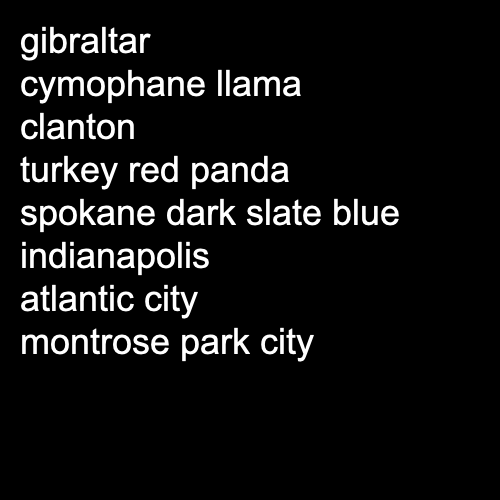 gibraltar
cymophane llama
clanton
turkey red panda
spokane dark slate blue
indianapolis
atlantic city
montrose park city